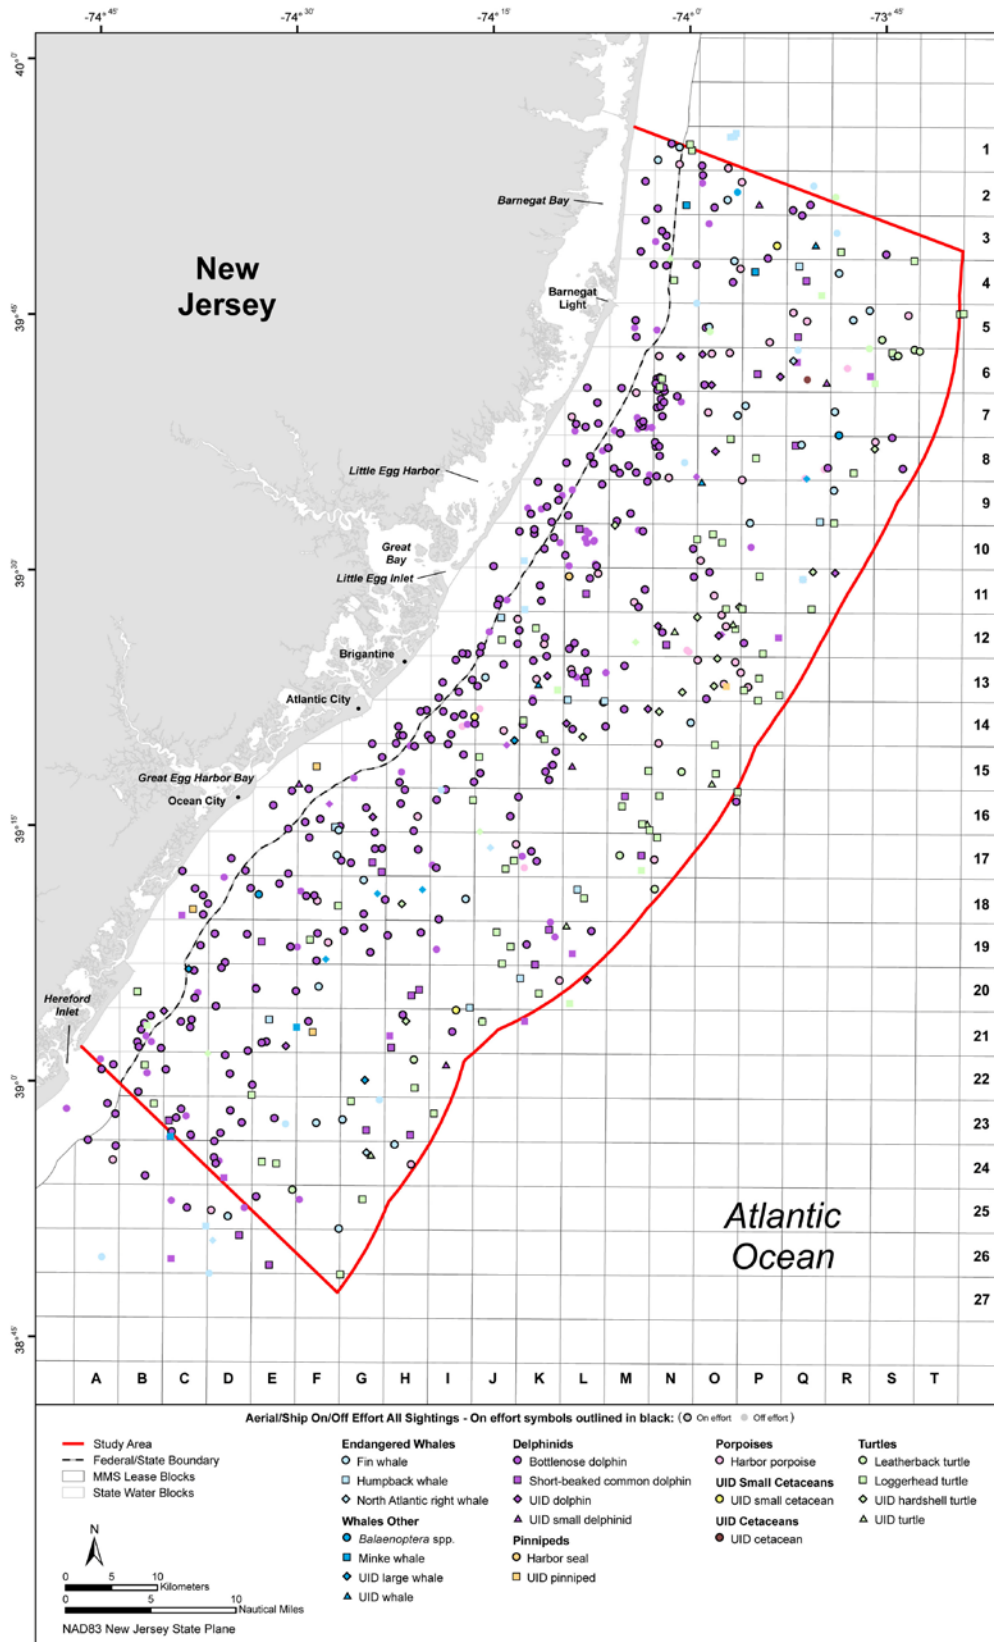 -74°45'
-74°30'
-74°15'
-74°0'
-73°45'
40°0'
39°45'
39°30'
39°15'
39°0'
38°45'
New
Jersey
Barnegat Bay
Barnegat
Light
Little Egg Harbor
Great
Bay
Little Egg Inlet
Brigantine
Atlantic City
Great Egg Harbor Bay
Ocean City
Hereford
Inlet
Atlantic
Ocean
1
2
3
4
5
6
7
8
9
10
11
12
13
14
15
16
17
18
19
20
21
22
23
24
25
26
27
A B C D E F G H I J K L M N O P Q R S T
Aerial/Ship On/Off Effort All Sightings - On effort symbols outlined in black: ( On effort Off effort )
Study Area
Federal/State Boundary
MMS Lease Blocks
State Water Blocks
N
0 5 10 Kilometers
0 5 10 Nautical Miles
NAD83 New Jersey State Plane
Endangered Whales
Fin whale
Humpback whale
North Atlantic right whale
Whales Other
Balaenoptera spp.
Minke whale
UID large whale
UID whale
Delphinids
Bottlenose dolphin
Short-beaked common dolphin
UID dolphin
UID small delphinid
Pinnipeds
Harbor seal
UID pinniped
Porpoises
Harbor porpoise
UID Small Cetaceans
UID small cetacean
UID Cetaceans
UID cetacean
Turtles
Leatherback turtle
Loggerhead turtle
UID hardshell turtle
UID turtle